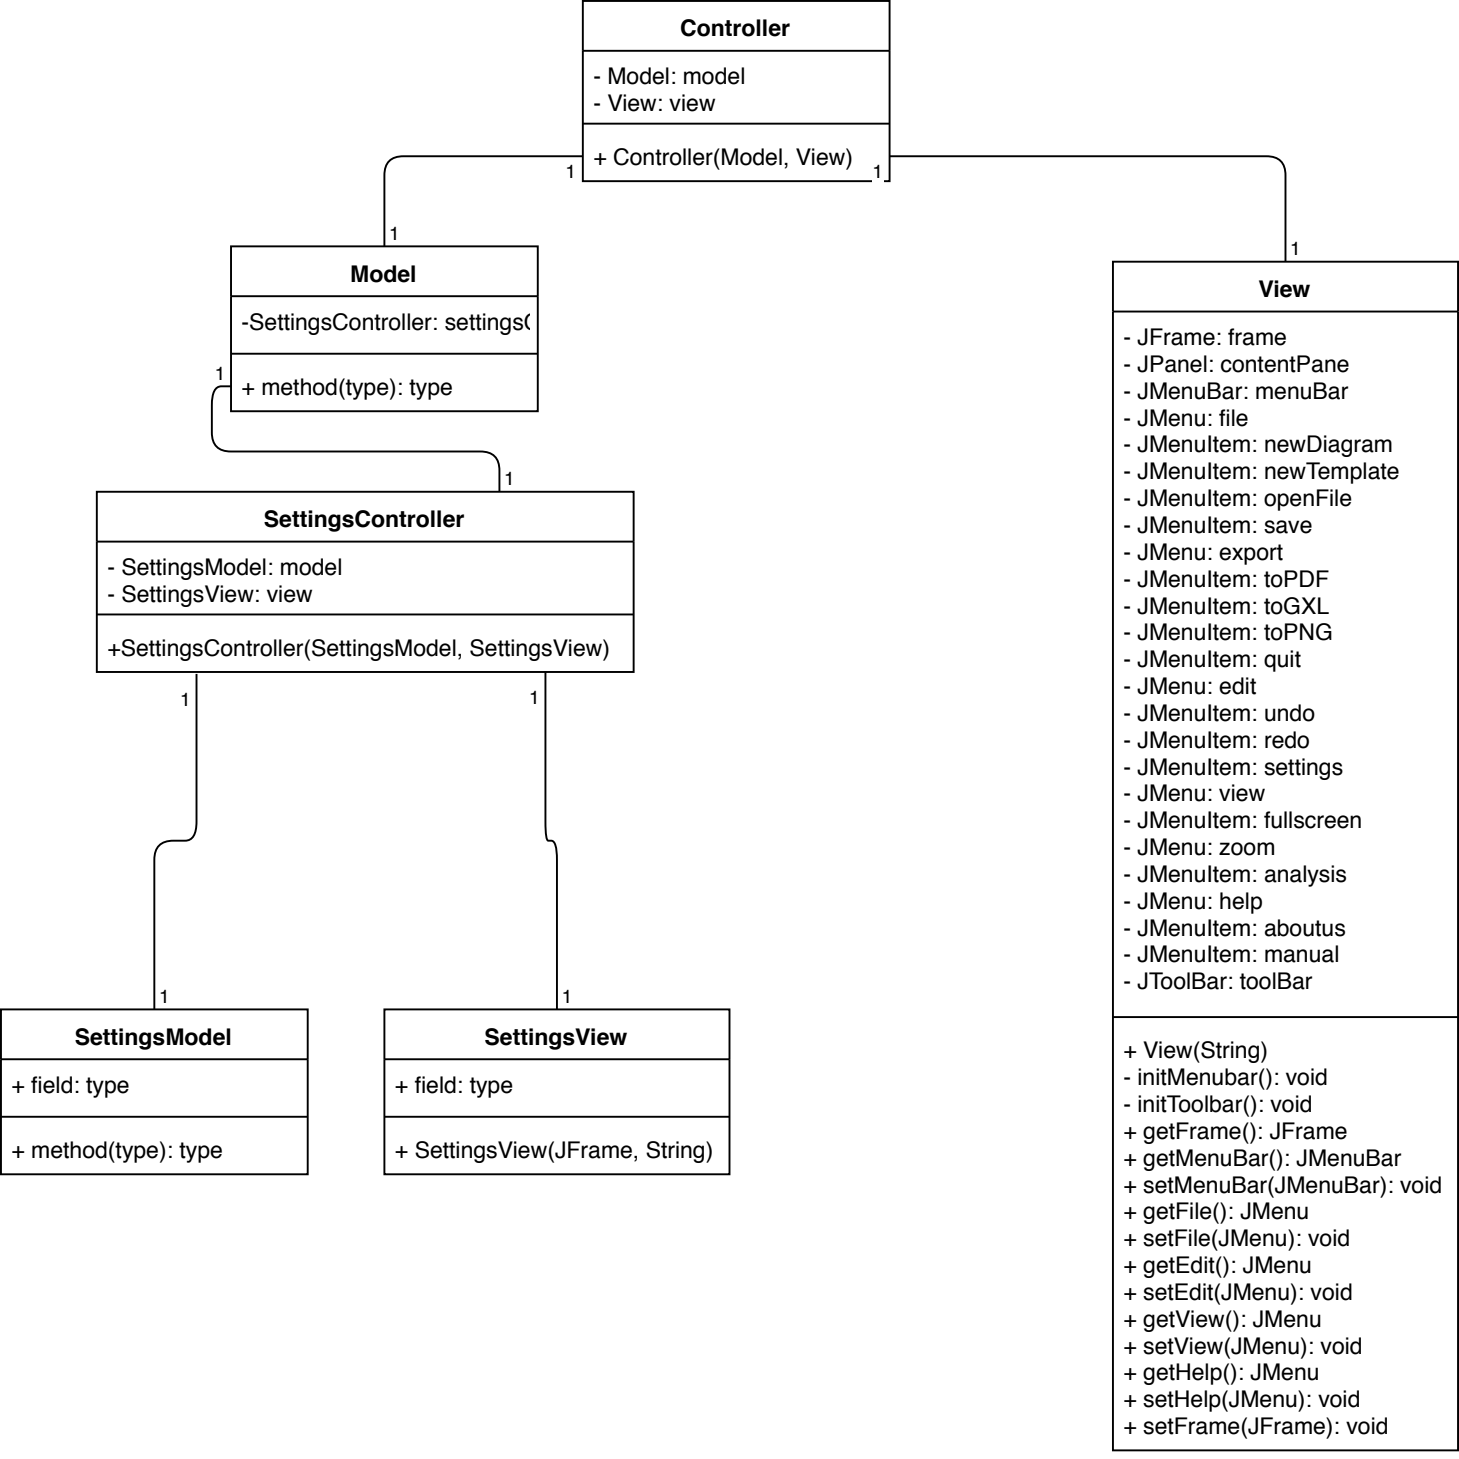 Controller
- Model: model
- View: view
+ Controller(Model, View)
1
1
1
1
Model
-SettingsController: settings(
+ method(type): type
1
1
SettingsController
- SettingsModel: model
- SettingsView: view
+SettingsController(SettingsModel, SettingsView)
1
1
1
1
SettingsModel
+ field: type
+ method(type): type
SettingsView
+ field: type
+ SettingsView(JFrame, String)
View
- JFrame: frame
- JPanel: contentPane
- JMenuBar: menuBar
- JMenu: file
- JMenuItem: newDiagram
- JMenuItem: newTemplate
- JMenuItem: openFile
- JMenuItem: save
- JMenu: export
- JMenuItem: toPDF
- JMenuItem: toGXL
- JMenuItem: toPNG
- JMenuItem: quit
- JMenu: edit
- JMenuItem: undo
- JMenuItem: redo
- JMenuItem: settings
- JMenu: view
- JMenuItem: fullscreen
- JMenu: zoom
- JMenuItem: analysis
- JMenu: help
- JMenuItem: aboutus
- JMenuItem: manual
- JToolBar: toolBar
+ View(String)
- initMenubar(): void
- initToolbar(): void
+ getFrame(): JFrame
+ getMenuBar(): JMenuBar
+ setMenuBar(JMenuBar): void
+ getFile(): JMenu
+ setFile(JMenu): void
+ getEdit(): JMenu
+ setEdit(JMenu): void
+ getView(): JMenu
+ setView(JMenu): void
+ getHelp(): JMenu
+ setHelp(JMenu): void
+ setFrame(JFrame): void